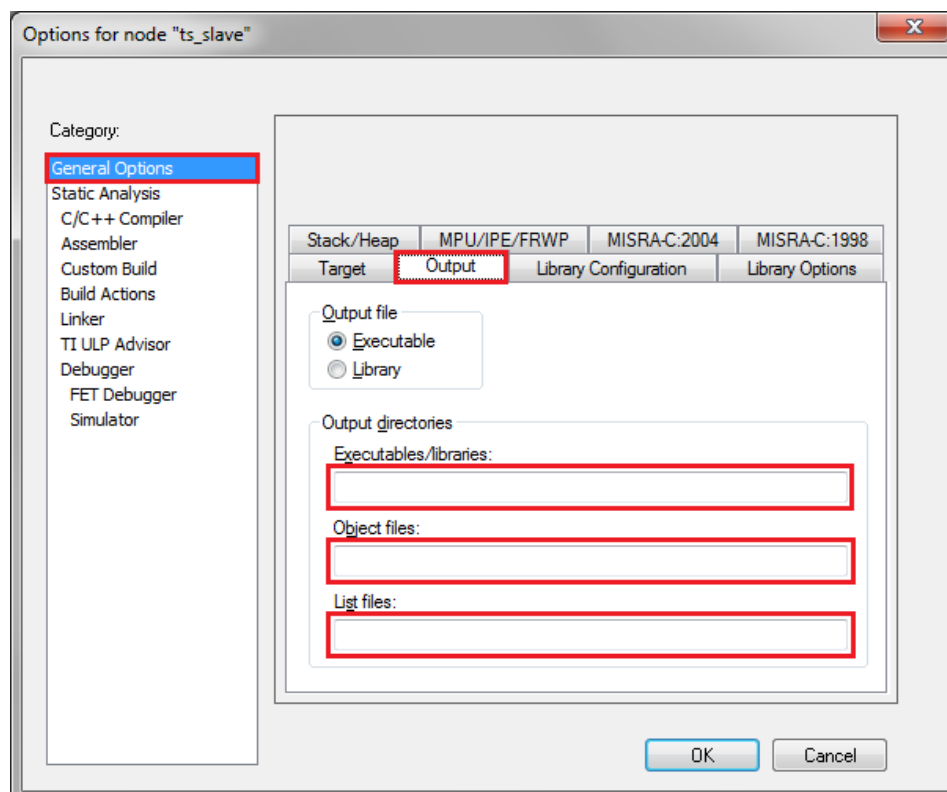 Options for node "ts_slave"
Category:
General Options
Static Analysis
C/C++ Compiler
Assembler
Custom Build
Build Actions
Linker
TI ULP Advisor
Debugger
FET Debugger
Simulator
Stack/Heap MPU/IPE/FRWP MISRA-C:2004 MISRA-C:1998
Target Output Library Configuration Library Options
Output file
Executable
Library
Output directories
Executables/libraries:
Object files:
List files:
OK Cancel